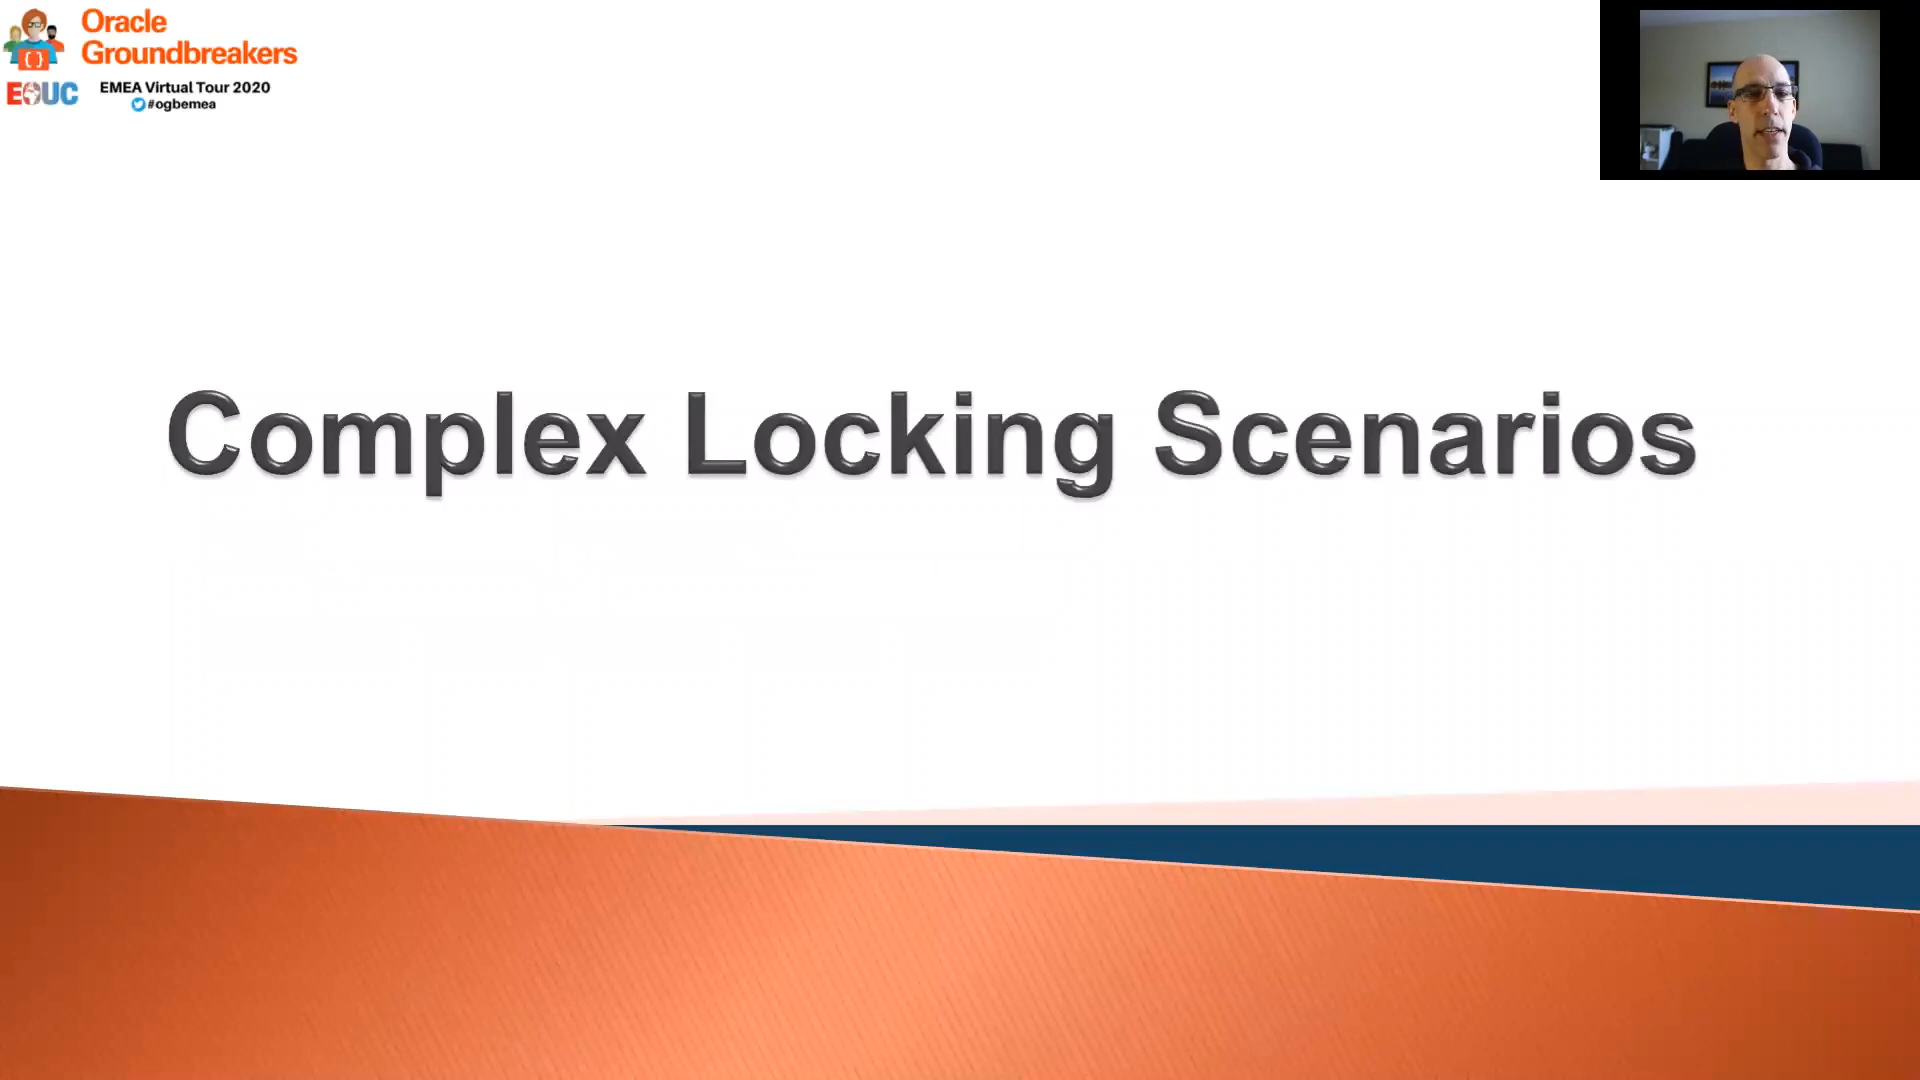 Oracle
Groundbreakers
EOUC
EMEA Virtual Tour 2020
#ogbemea
Complex Locking Scenarios